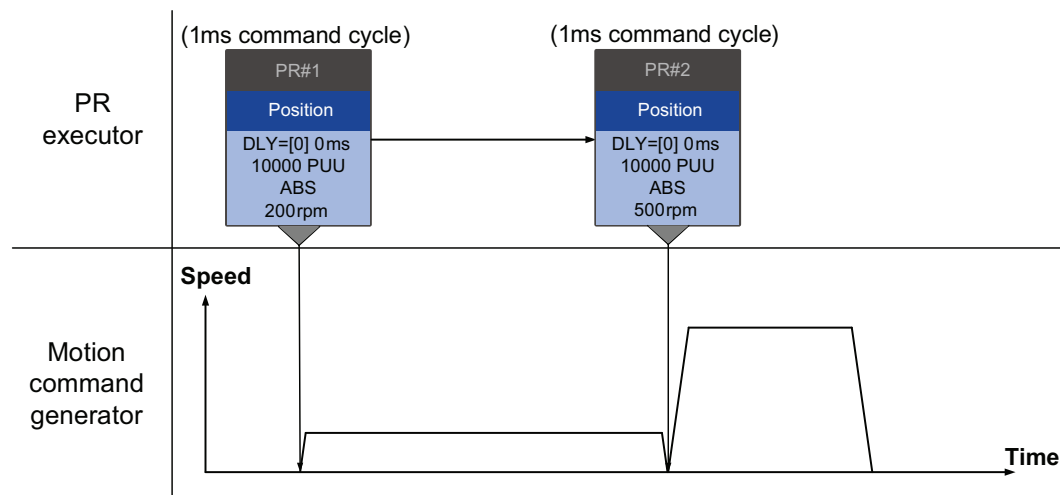 (1ms command cycle)
(1ms command cycle)
PR
executor
PR#1
Position
DLY=[0] 0ms
10000 PUU
ABS
200rpm
PR#2
Position
DLY=[0] 0ms
10000 PUU
ABS
500rpm
Motion
command
generator
Speed
Time